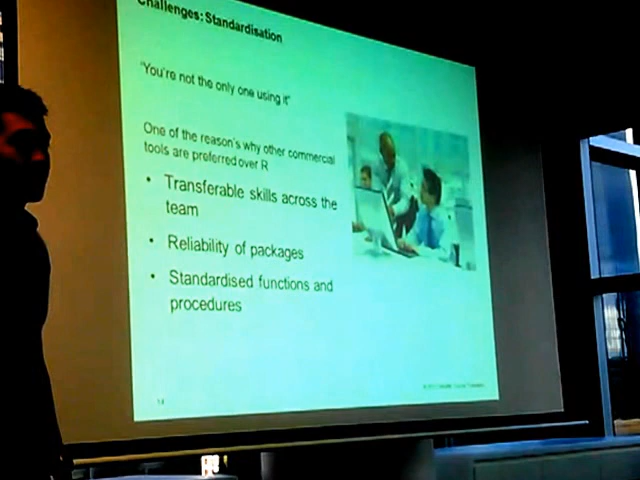 Challenges: Standardisation
"You're not the only one using it"
One of the reason's why other commercial
tools are preferred over R
• Transferable skills across the
team
• Reliability of packages
• Standardised functions and
procedures
14